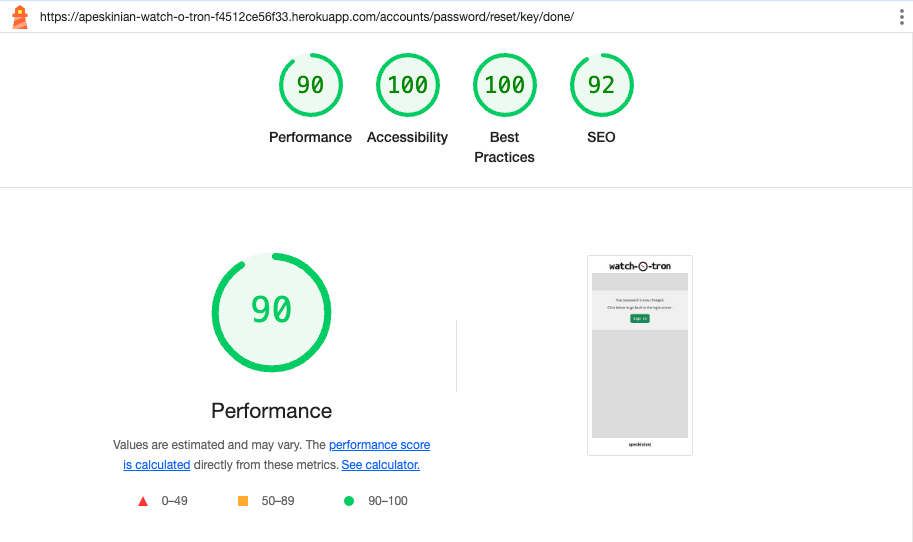 https://apeskinian-watch-o-tron-f4512ce56f33.herokuapp.com/accounts/password/reset/key/done/
90
100
100
92
Performance
Accessibility
Best
Practices
SEO
90
Performance
Values are estimated and may vary. The performance score
is calculated directly from these metrics. See calculator.
0–49
50–89
90–100
watch-o-tron
Your password is now changed.
Click below to go back to the login screen.
Sign In